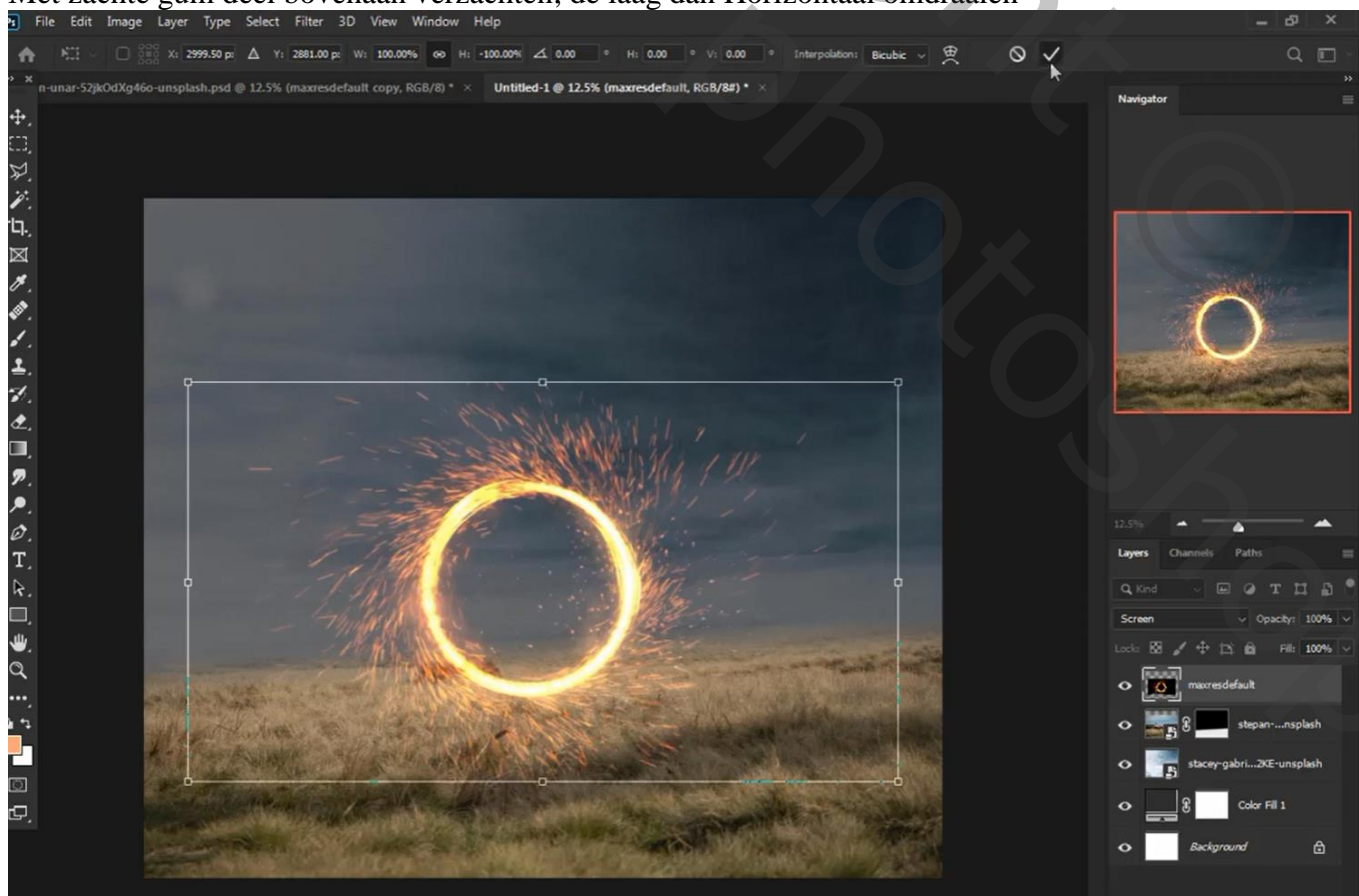 Met zachte gum deel bovenaan verzachten, de laag dan Horizontaal omdraaien
Ps File Edit Image Layer Type Select Filter 3D View Window Help
X: 2999.50 p: Y: 2881.00 p: W: 100.00% H: -100.00% 0.00 ° H: 0.00 ° V: 0.00 ° Interpolation: Bicubic
n-unar-52jkOdXg46o-unsplash.psd @ 12.5% (maxresdefault copy, RGB/8) * × Untitled-1 @ 12.5% (maxresdefault, RGB/8#) * ×
Navigator
12.5%
Layers Channels Paths
Kind
Screen Opacity: 100%
Lock: Fill: 100%
maxresdefault
stepan-...nsplash
stacey-gabri...2KE-unsplash
Color Fill 1
Background
T